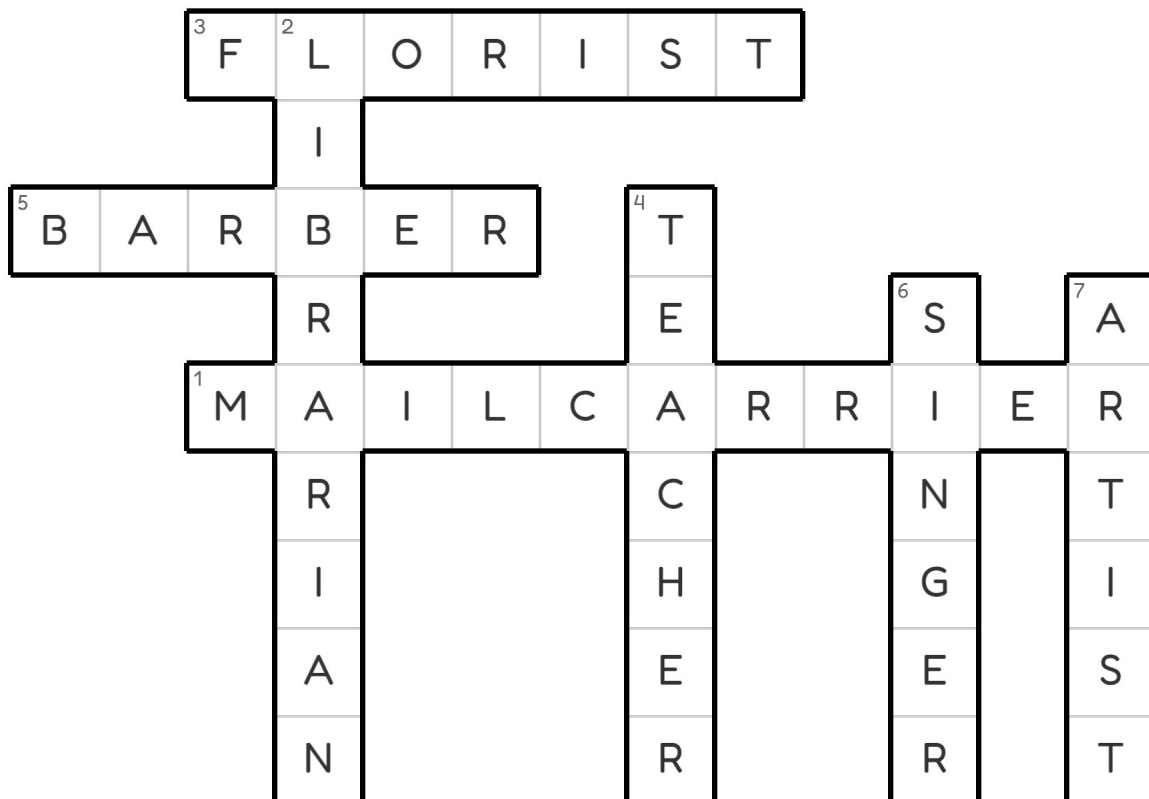 3 F 2 L O R I S T
I
5 B A R B E R 4 T
R E 6 S 7 A
1 M A I L C A R R I E R
R C N T
I H G I
A E E S
N R R T